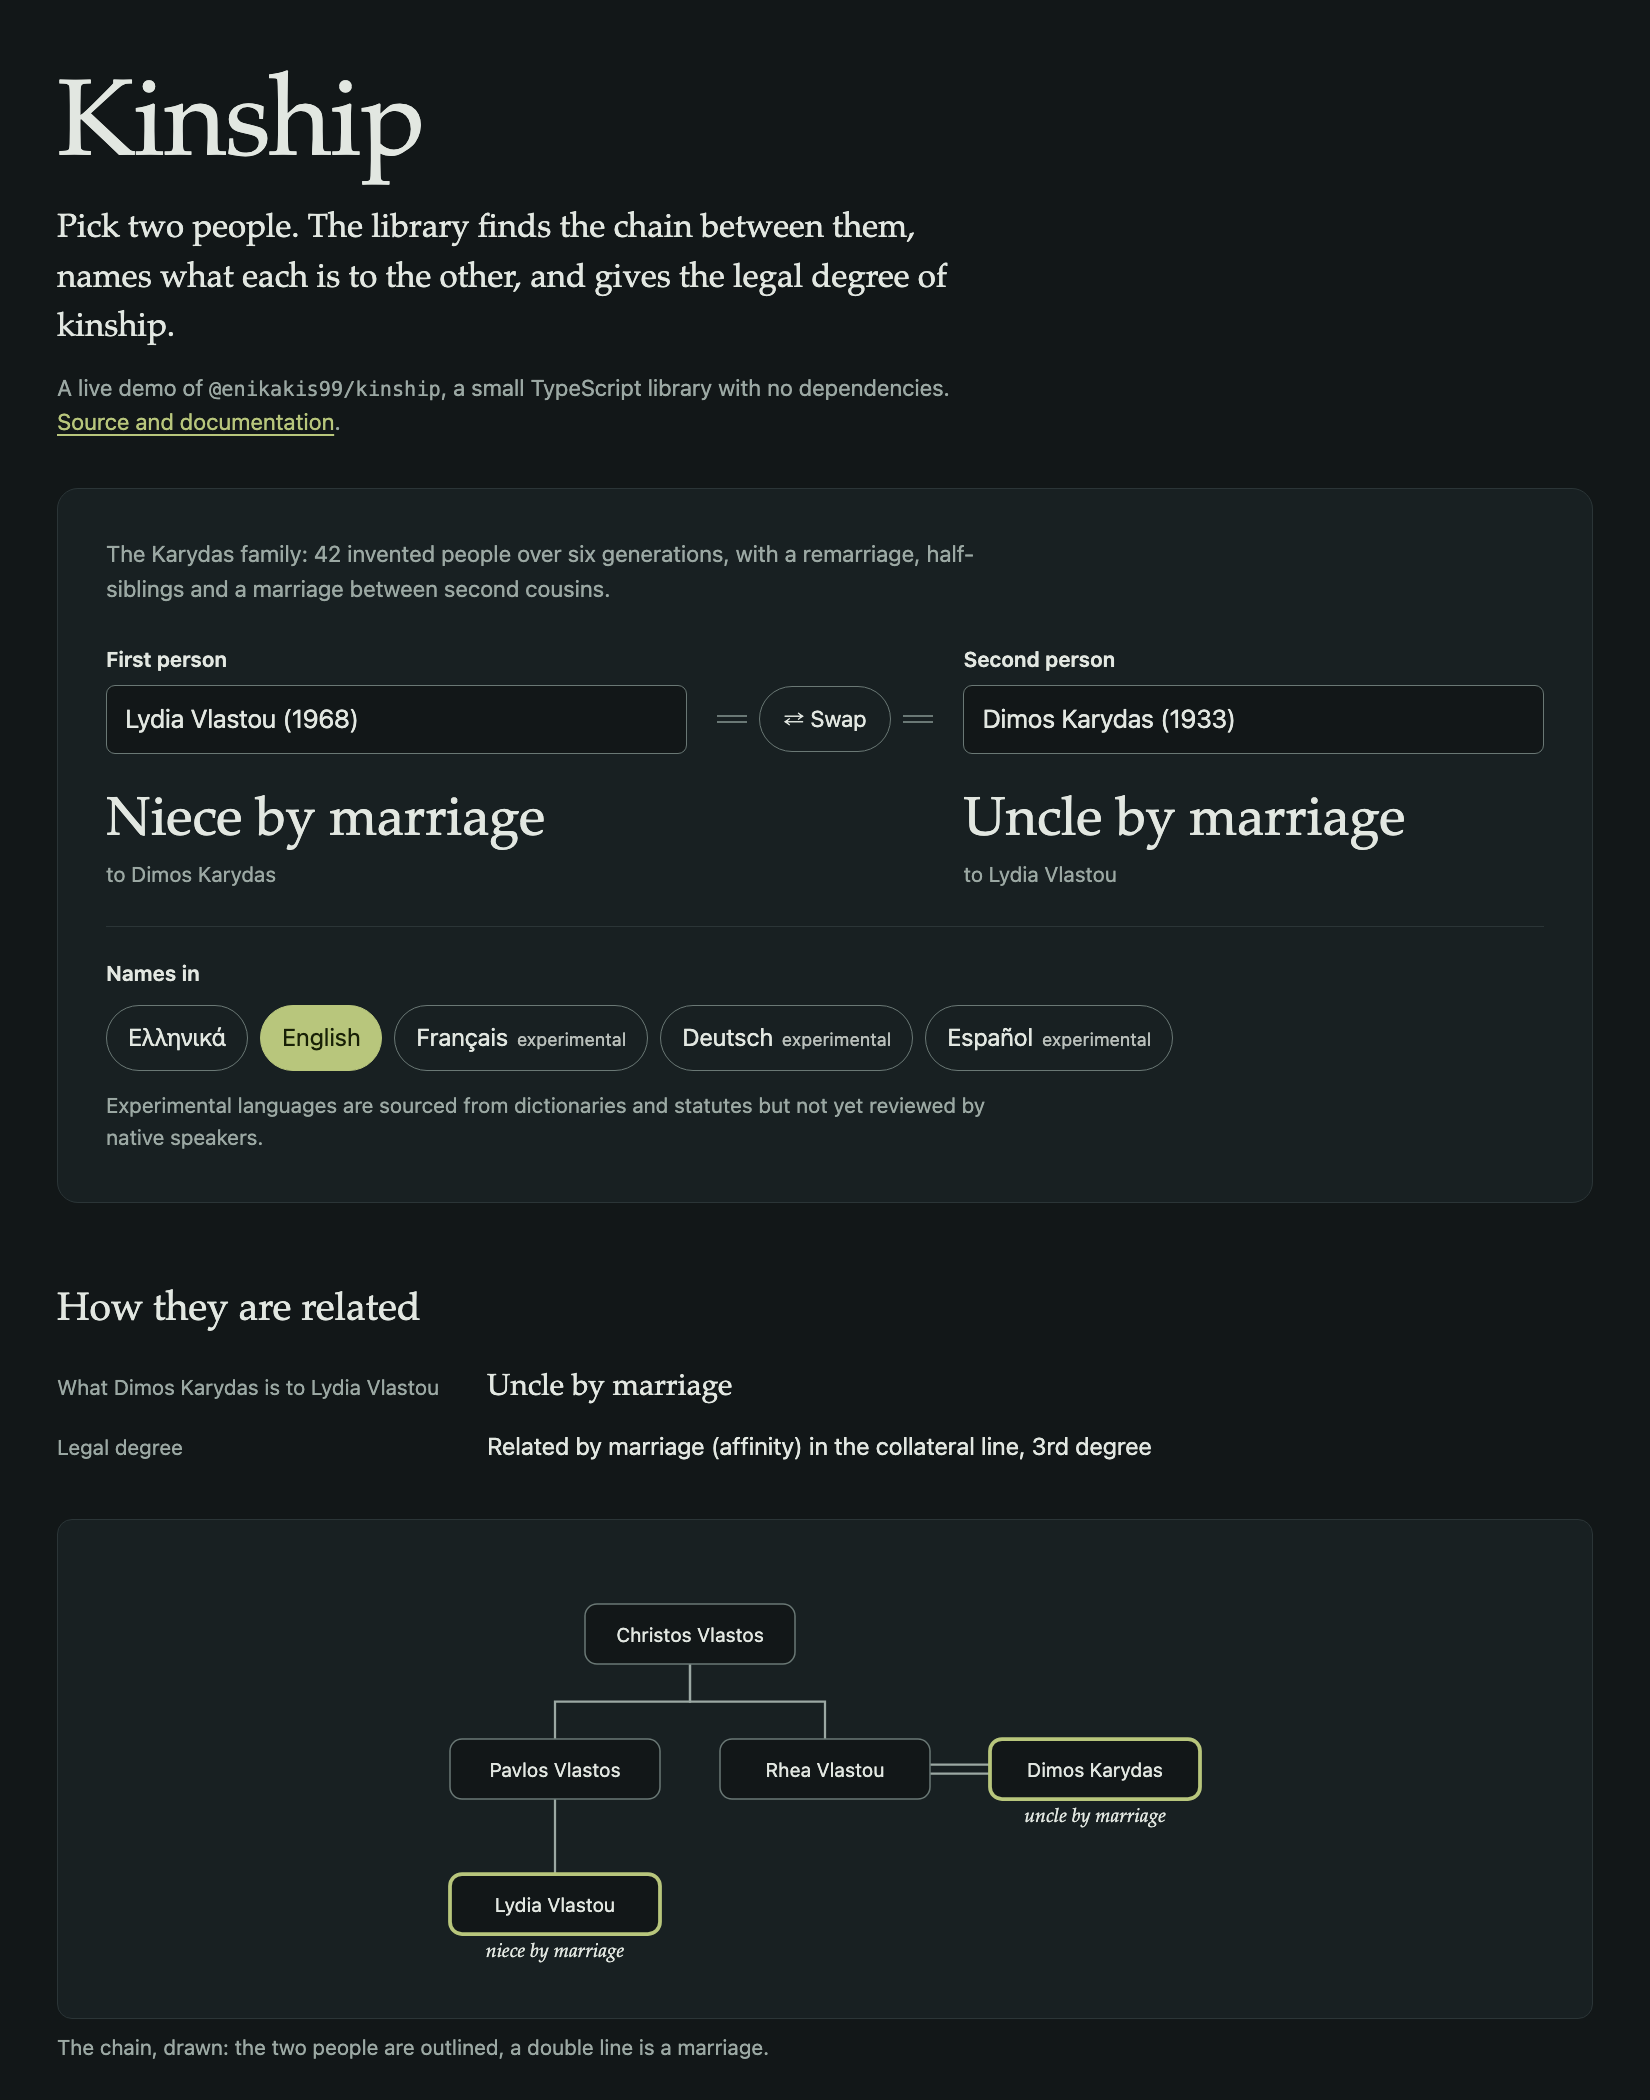 Kinship
Pick two people. The library finds the chain between them,
names what each is to the other, and gives the legal degree of
kinship.
A live demo of @enikakis99/kinship, a small TypeScript library with no dependencies.
Source and documentation.
The Karydas family: 42 invented people over six generations, with a remarriage, half-
siblings and a marriage between second cousins.
First person
Second person
Lydia Vlastou (1968)
⇄ Swap
Dimos Karydas (1933)
Niece by marriage
Uncle by marriage
to Dimos Karydas
to Lydia Vlastou
Names in
Ελληνικά
English
Français experimental
Deutsch experimental
Español experimental
Experimental languages are sourced from dictionaries and statutes but not yet reviewed by
native speakers.
How they are related
What Dimos Karydas is to Lydia Vlastou
Uncle by marriage
Legal degree
Related by marriage (affinity) in the collateral line, 3rd degree
Christos Vlastos
Pavlos Vlastos
Rhea Vlastou
Dimos Karydas
uncle by marriage
Lydia Vlastou
niece by marriage
The chain, drawn: the two people are outlined, a double line is a marriage.